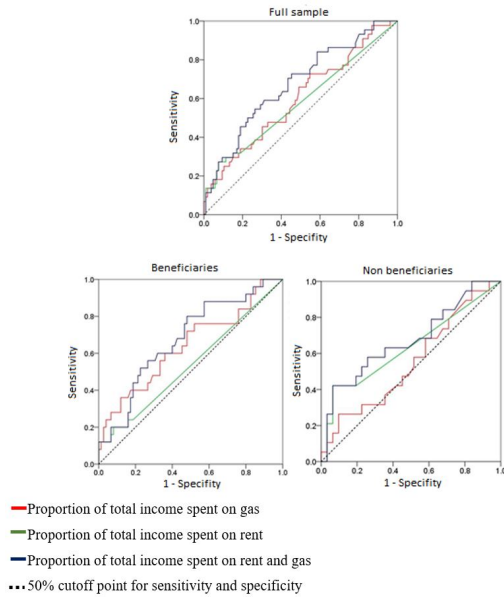 Full sample
1.0
0.8
0.6
0.4
0.2
0.0
Sensitivity
0.0 0.2 0.4 0.6 0.8 1.0
1 - Specifity
Beneficiaries
1.0
0.8
0.6
0.4
0.2
0.0
Sensitivity
0.0 0.2 0.4 0.6 0.8 1.0
1 - Specifity
Non beneficiaries
1.0
0.8
0.6
0.4
0.2
0.0
Sensitivity
0.0 0.2 0.4 0.6 0.8 1.0
1 - Specifity
Proportion of total income spent on gas
Proportion of total income spent on rent
Proportion of total income spent on rent and gas
50% cutoff point for sensitivity and specificity